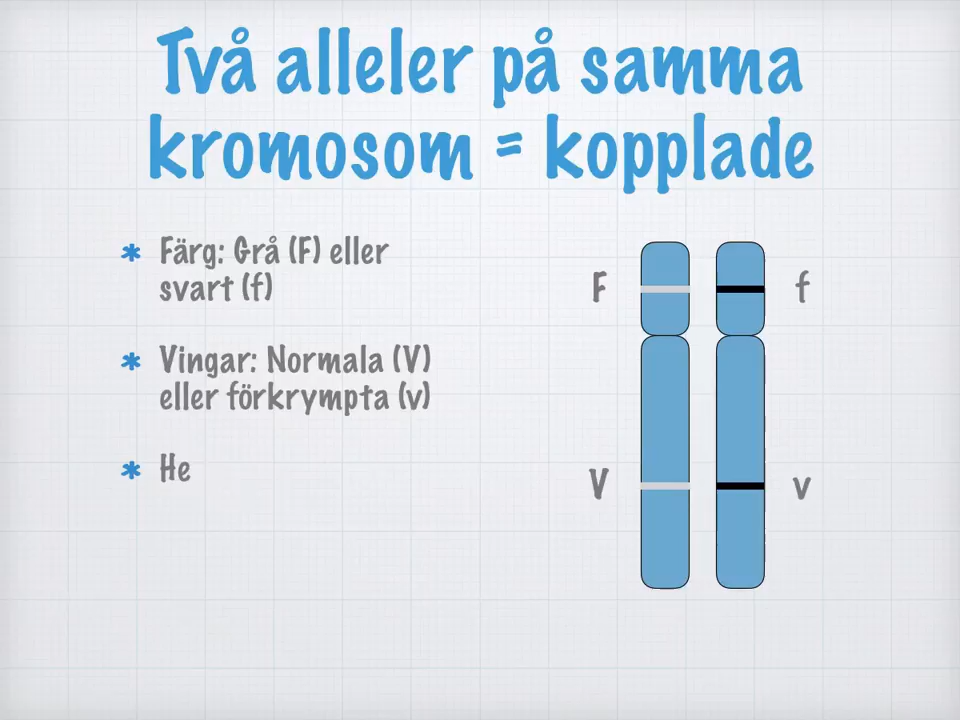 Två alleler på samma
kromosom = kopplade
* Färg: Grå (F) eller
svart (f)
* Vingar: Normala (V)
eller förkrympta (v)
* He
F f
V v